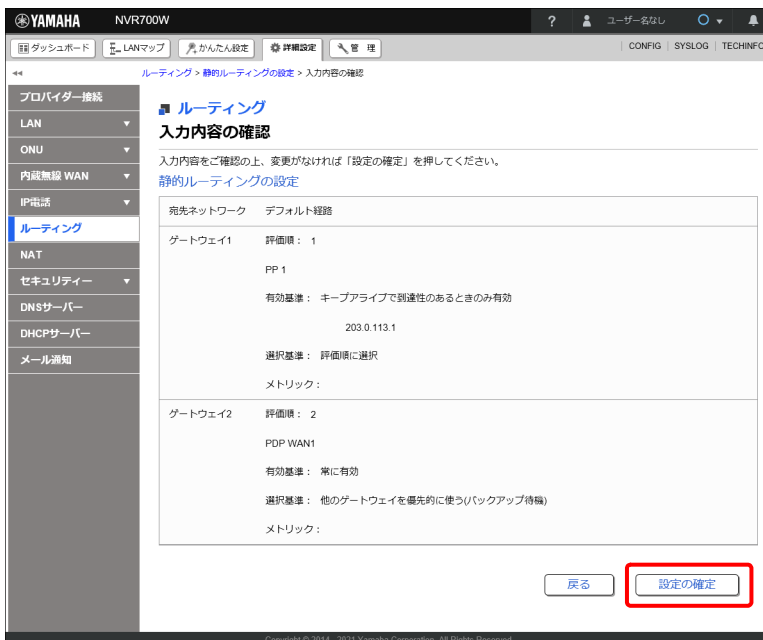 YAMAHA NVR700W ? ユーザー名なし
ダッシュボード LANマップ かんたん設定 詳細設定 管 理 CONFIG SYSLOG TECHINFO
ルーティング > 静的ルーティングの設定 > 入力内容の確認
プロバイダー接続
LAN
ONU
内蔵無線 WAN
IP電話
ルーティング
NAT
セキュリティー
DNSサーバー
DHCPサーバー
メール通知
ルーティング
入力内容の確認
入力内容をご確認の上、変更がなければ「設定の確定」を押してください。
静的ルーティングの設定
宛先ネットワーク デフォルト経路
ゲートウェイ1 評価順： 1
PP 1
有効基準： キープアライブで到達性のあるときのみ有効
203.0.113.1
選択基準： 評価順に選択
メトリック：
ゲートウェイ2 評価順： 2
PDP WAN1
有効基準： 常に有効
選択基準： 他のゲートウェイを優先的に使う(バックアップ待機)
メトリック：
戻る 設定の確定
Copyright © 2014 - 2021 Yamaha Corporation. All Rights Reserved.